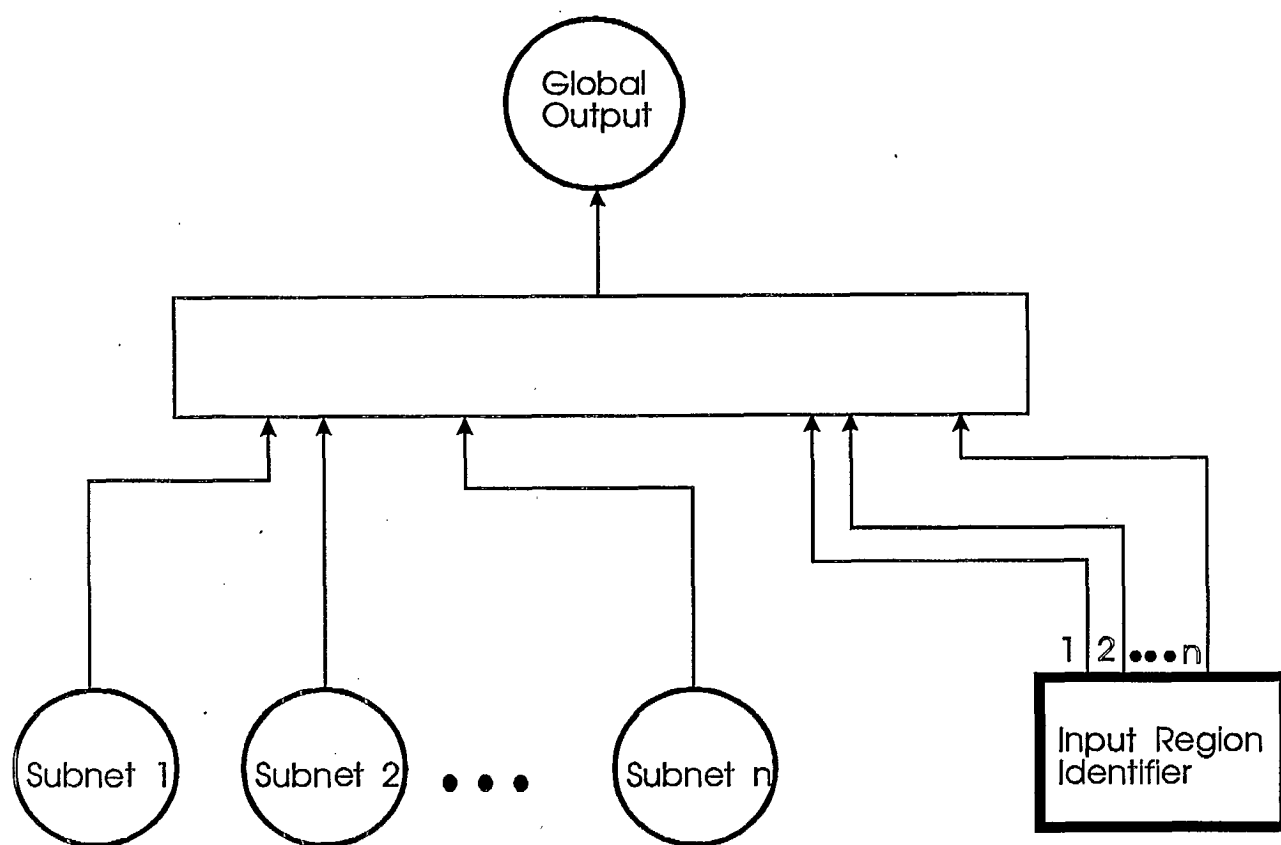 Global
Output
1 2 •••n
Subnet 1
Subnet 2
• • •
Subnet n
Input Region
Identifier